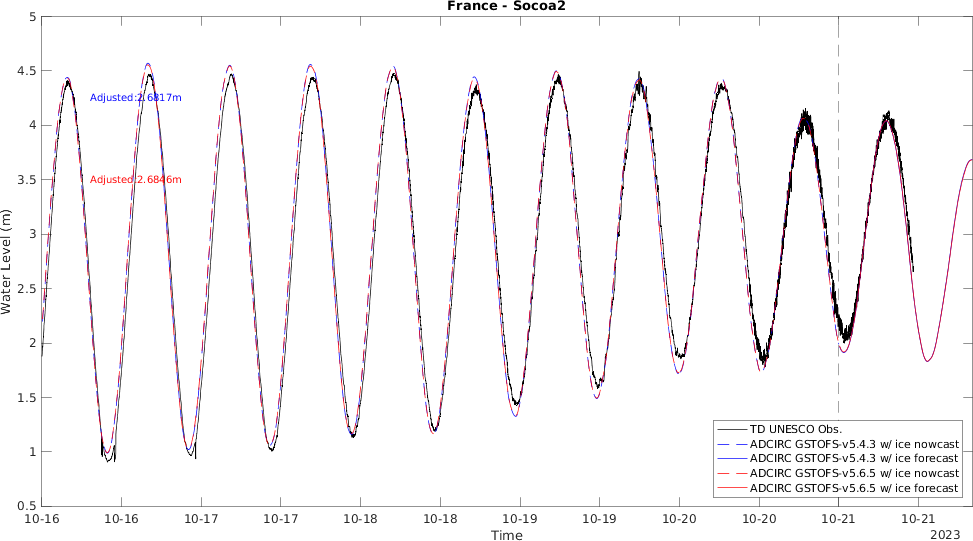 France - Socoa2
Water Level (m)
5
4.5
4
3.5
3
2.5
2
1.5
1
0.5
Adjusted:2.6817m
Adjusted:2.6846m
TD UNESCO Obs.
ADCIRC GSTOFS-v5.4.3 w/ ice nowcast
ADCIRC GSTOFS-v5.4.3 w/ ice forecast
ADCIRC GSTOFS-v5.6.5 w/ ice nowcast
ADCIRC GSTOFS-v5.6.5 w/ ice forecast
10-16 10-16 10-17 10-17 10-18 10-18 10-19 10-19 10-20 10-20 10-21 10-21
Time
2023